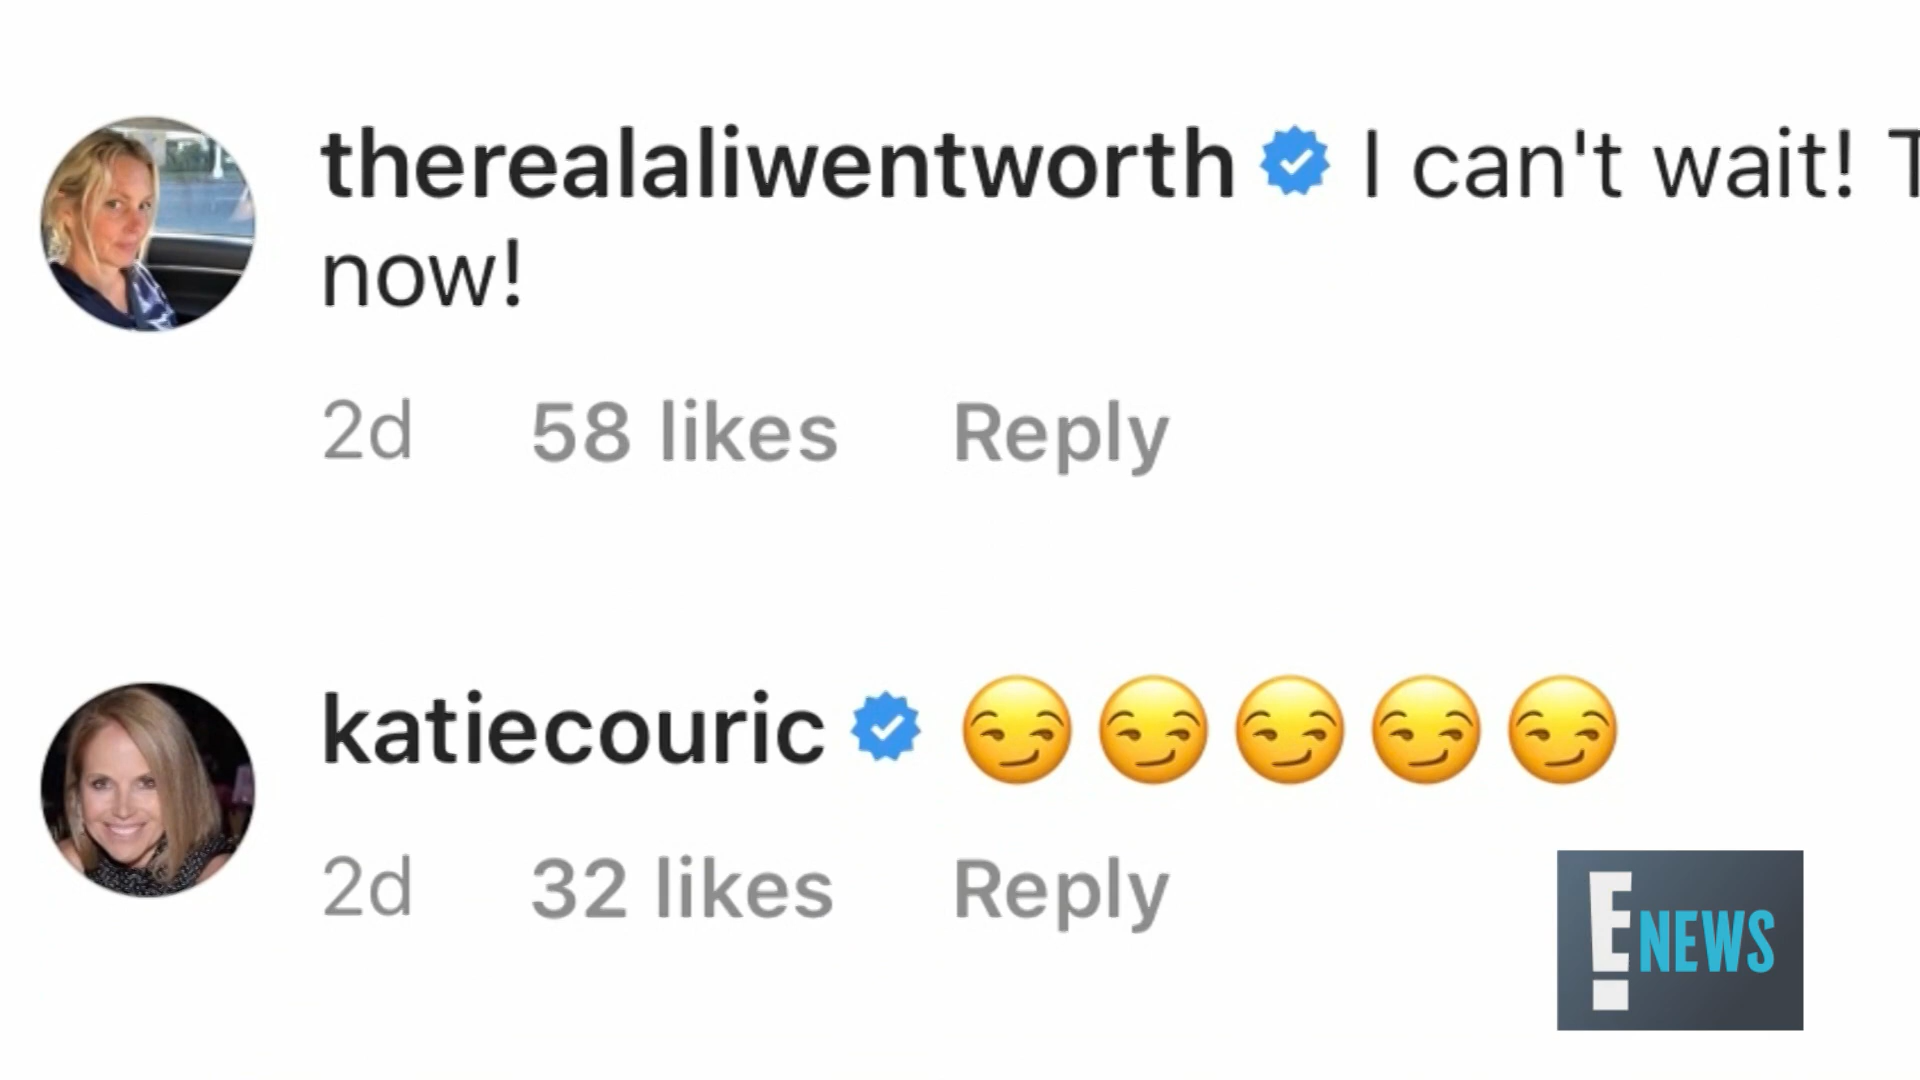 therealaliwentworth I can't wait! T
now!
2d 58 likes Reply
katiecouric 😏😏😏😏😏
2d 32 likes Reply
E! NEWS